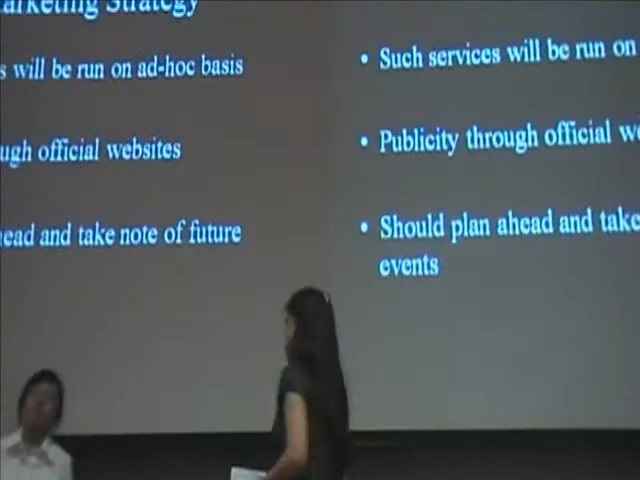 arketing Strategy
s will be run on ad-hoc basis
ugh official websites
ead and take note of future
• Such services will be run on
• Publicity through official we
• Should plan ahead and take
events